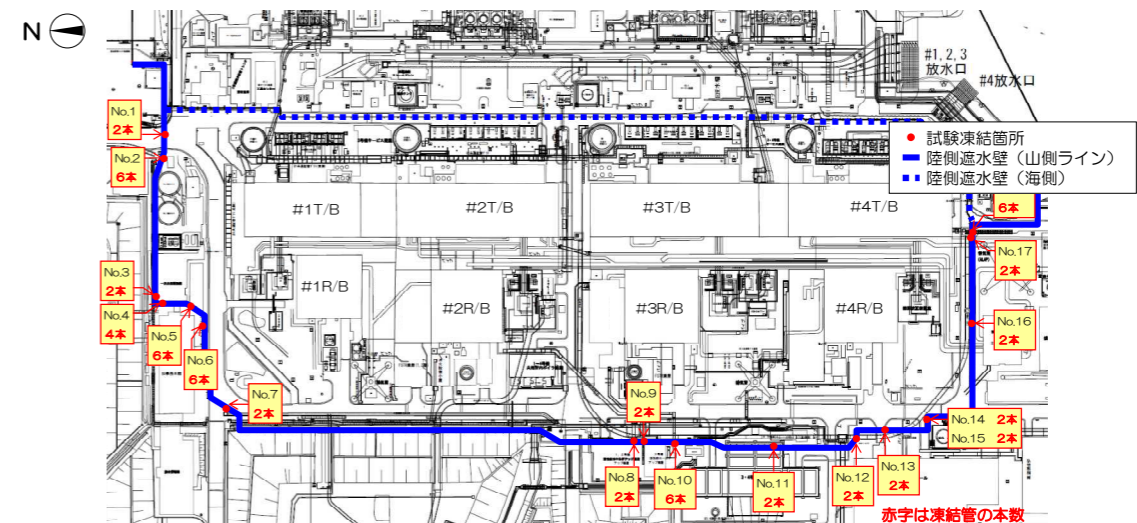 N
#1, 2, 3
放水口
#4放水口
No.1
2本
No.2
6本
試験凍結箇所
陸側遮水壁（山側ライン）
陸側遮水壁（海側）
#1T/B
#2T/B
#3T/B
#4T/B
6本
No.17
2本
No.3
2本
No.4
4本
No.5
6本
No.6
6本
#1R/B
#2R/B
#3R/B
#4R/B
No.16
2本
No.7
2本
No.9
2本
No.14 2本
No.15 2本
No.8
2本
No.10
6本
No.11
2本
No.12
2本
No.13
2本
赤字は凍結管の本数